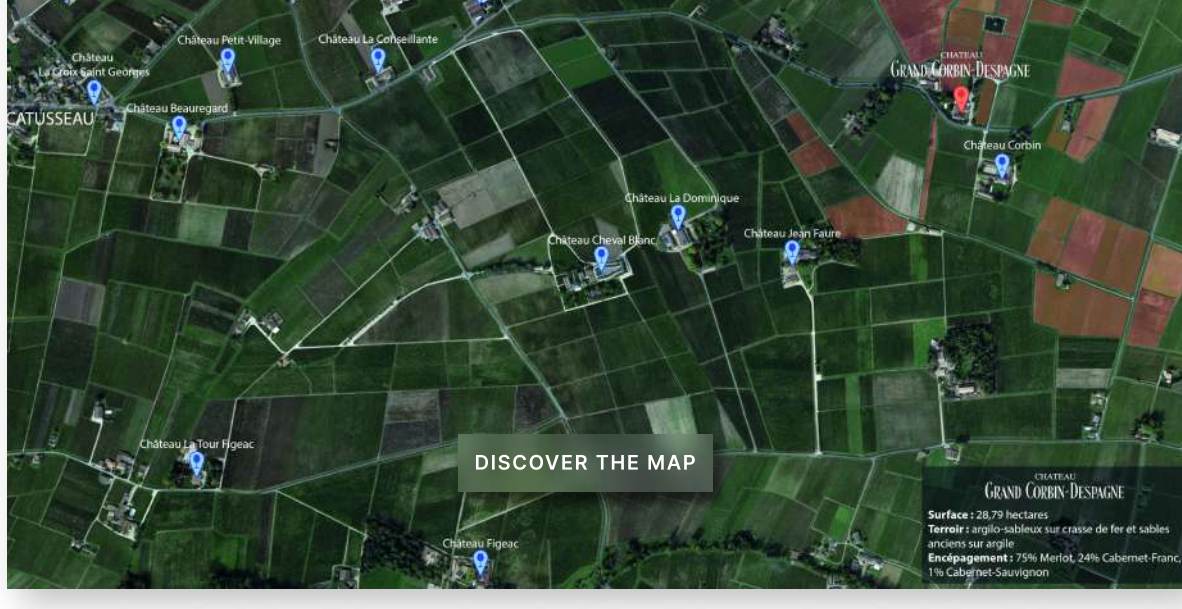 Château Petit-Village
Château La Conseillante
Château
La Croix Saint Georges
CHATEAU
GRAND CORBIN-DESPAGNE
Château Beauregard
CATUSSEAU
Château Corbin
Château La Dominique
Château Cheval Blanc
Château Jean Faure
Château La Tour Figeac
DISCOVER THE MAP
Château Figeac
CHATEAU
GRAND CORBIN-DESPAGNE
Surface : 28,79 hectares
Terroir : argilo-sableux sur crasse de fer et sables
anciens sur argile
Encépagement : 75% Merlot, 24% Cabernet-Franc,
1% Cabernet-Sauvignon